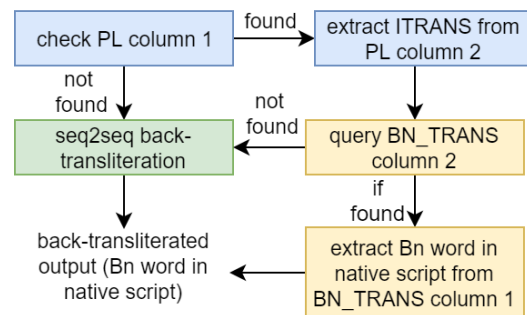 check PL column 1
found
extract ITRANS from
PL column 2
not
found
seq2seq back-
transliteration
not
found
query BN_TRANS
column 2
if
found
back-transliterated
output (Bn word in
native script)
extract Bn word in
native script from
BN_TRANS column 1